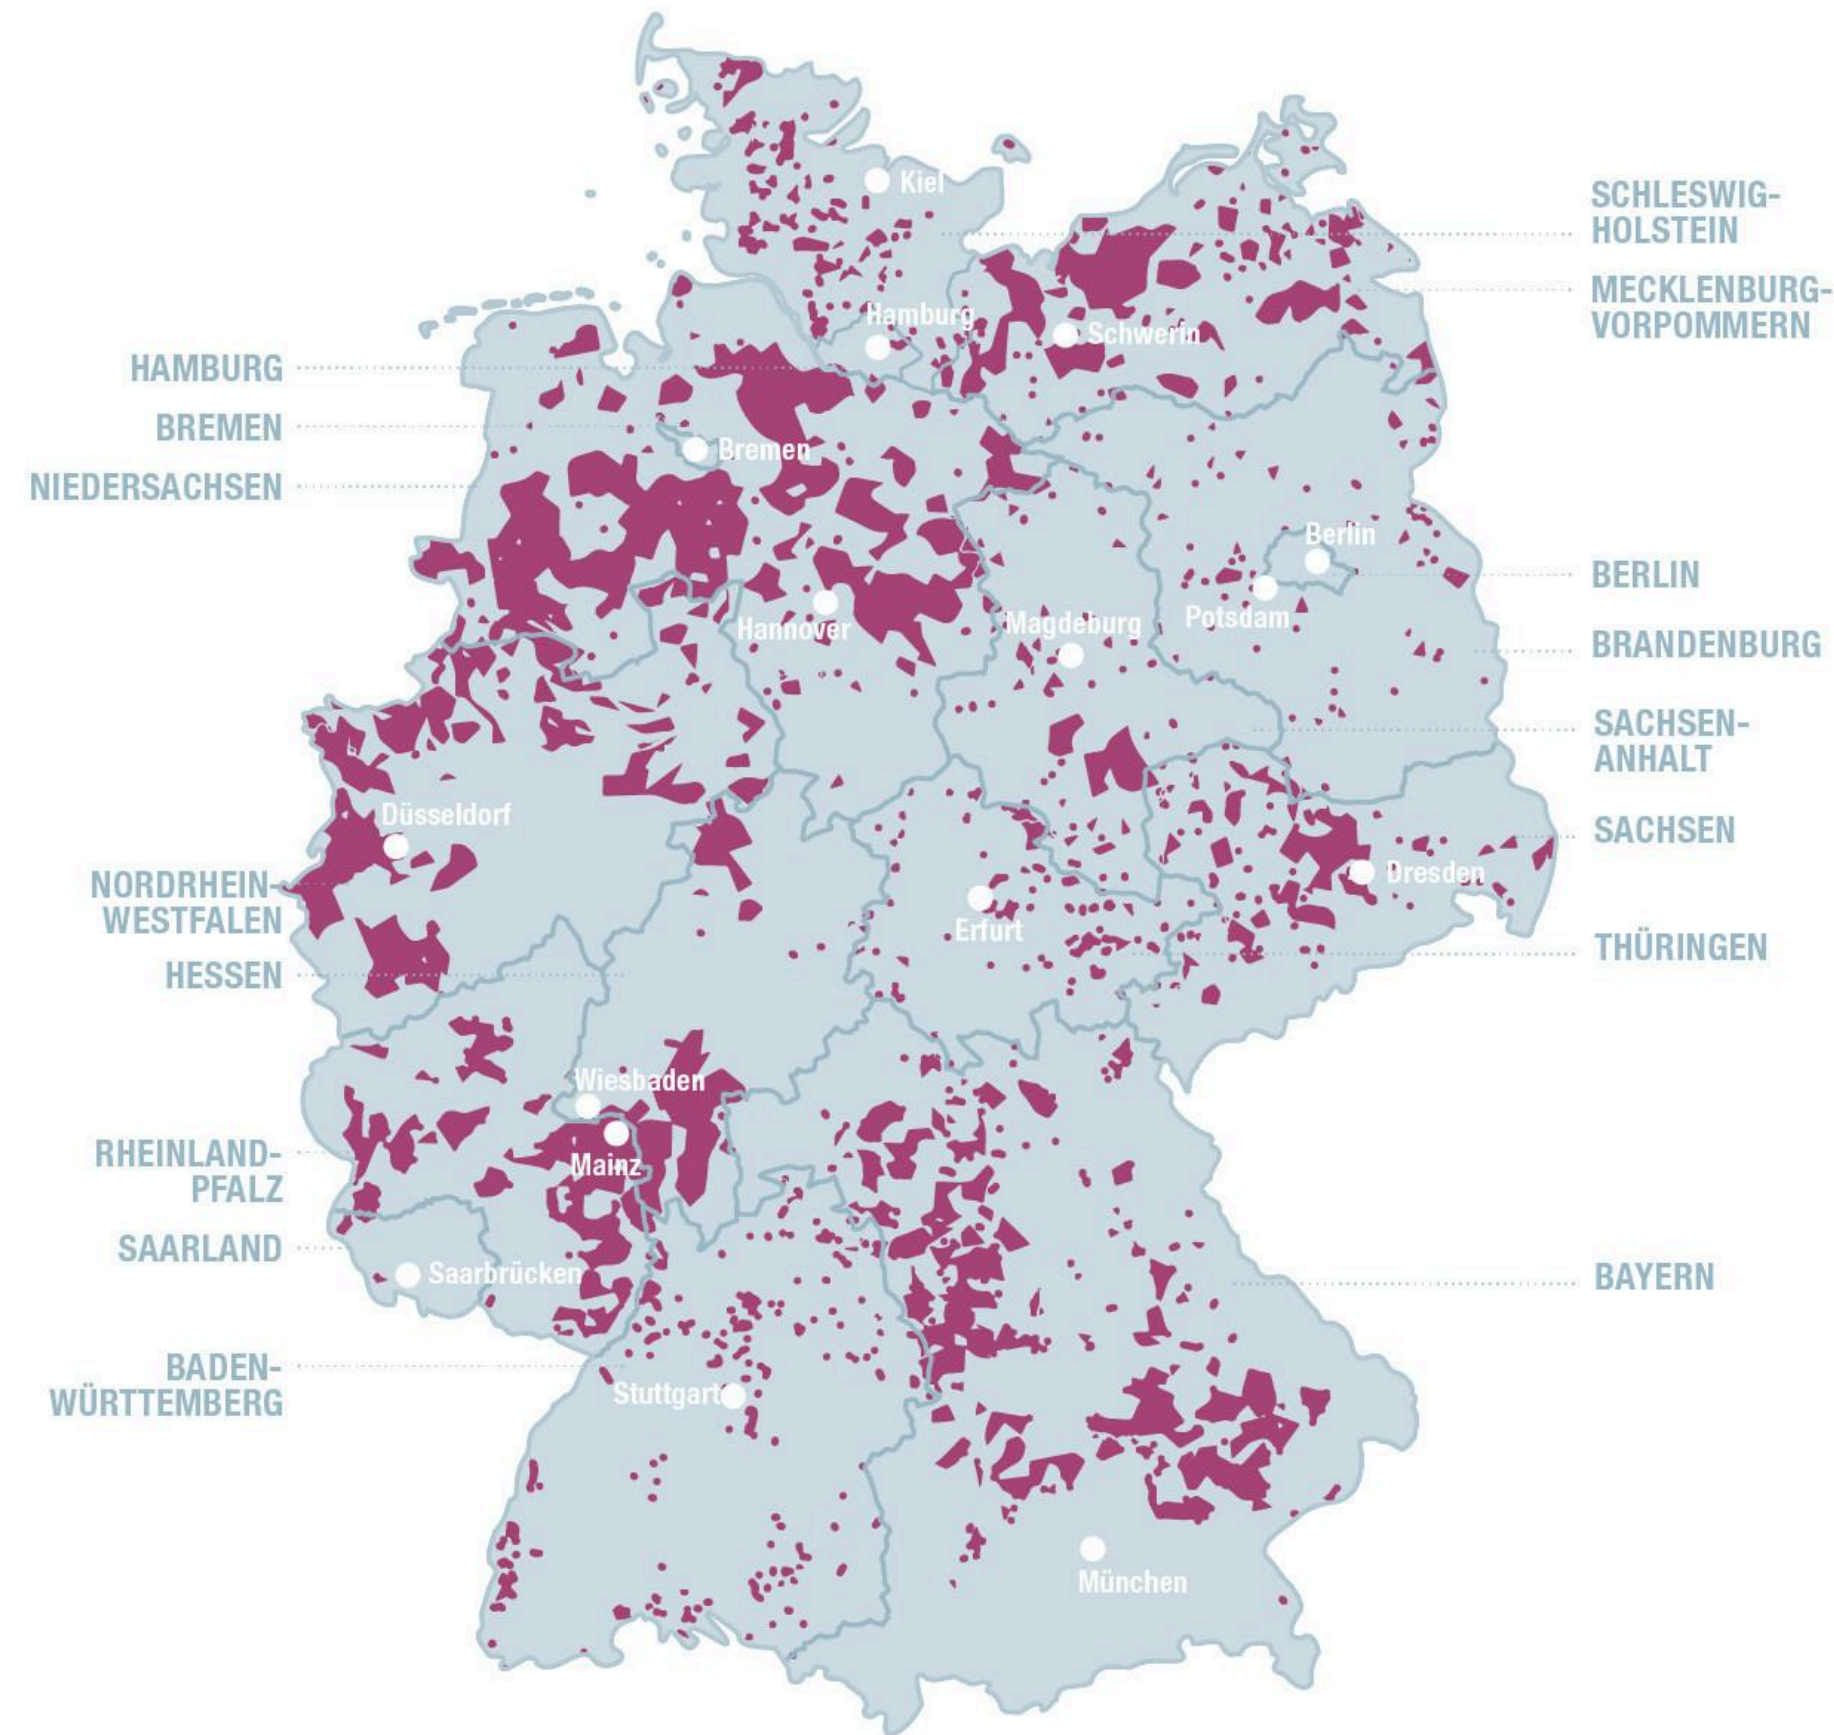 Kiel
SCHLESWIG-
HOLSTEIN
MECKLENBURG-
VORPOMMERN
Hamburg
Schwerin
HAMBURG
BREMEN
Bremen
NIEDERSACHSEN
Berlin
BERLIN
Potsdam
Hannover
Magdeburg
BRANDENBURG
SACHSEN-
ANHALT
Düsseldorf
SACHSEN
Dresden
NORDRHEIN-
WESTFALEN
Erfurt
THÜRINGEN
HESSEN
Wiesbaden
RHEINLAND-
PFALZ
Mainz
SAARLAND
Saarbrücken
BAYERN
BADEN-
WÜRTTEMBERG
Stuttgart
München